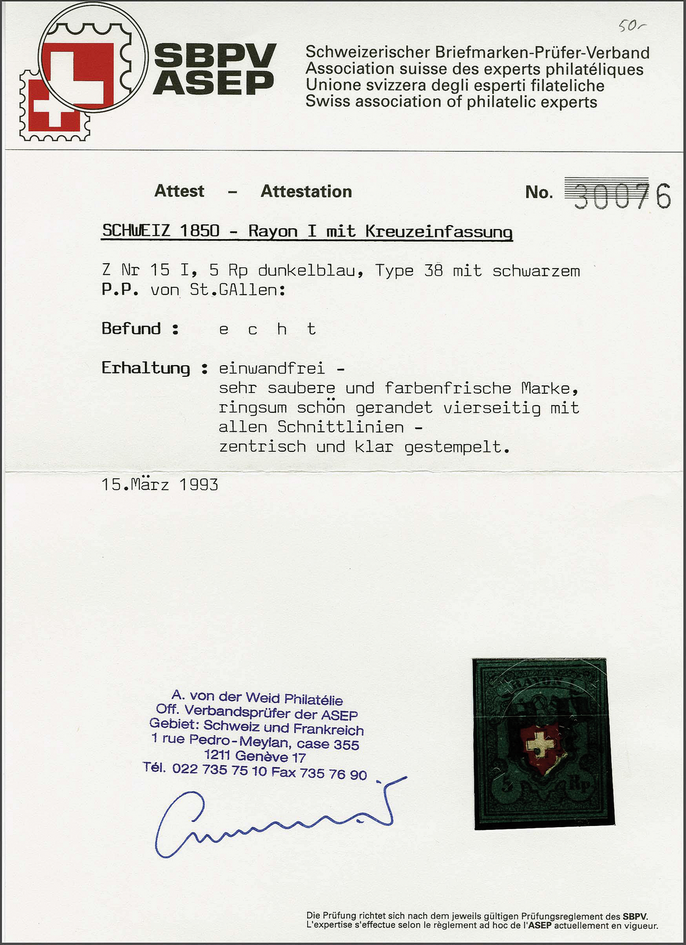 50.-
SBPV
ASEP
Schweizerischer Briefmarken-Prüfer-Verband
Association suisse des experts philatéliques
Unione svizzera degli esperti filateliche
Swiss association of philatelic experts
Attest – Attestation No. 30076
SCHWEIZ 1850 - Rayon I mit Kreuzeinfassung
Z Nr 15 I, 5 Rp dunkelblau, Type 38 mit schwarzem
P.P. von St.GAllen:
Befund : e c h t
Erhaltung : einwandfrei -
sehr saubere und farbenfrische Marke,
ringsum schön gerandet vierseitig mit
allen Schnittlinien -
zentrisch und klar gestempelt.
15.März 1993
A. von der Weid Philatélie
Off. Verbandsprüfer der ASEP
Gebiet: Schweiz und Frankreich
1 rue Pedro-Meylan, case 355
1211 Genève 17
Tél. 022 735 75 10 Fax 735 76 90
RAYON
5 Rp.
Die Prüfung richtet sich nach dem jeweils gültigen Prüfungsreglement des SBPV.
L'expertise s'effectue selon le règlement ad hoc de l'ASEP actuellement en vigueur.